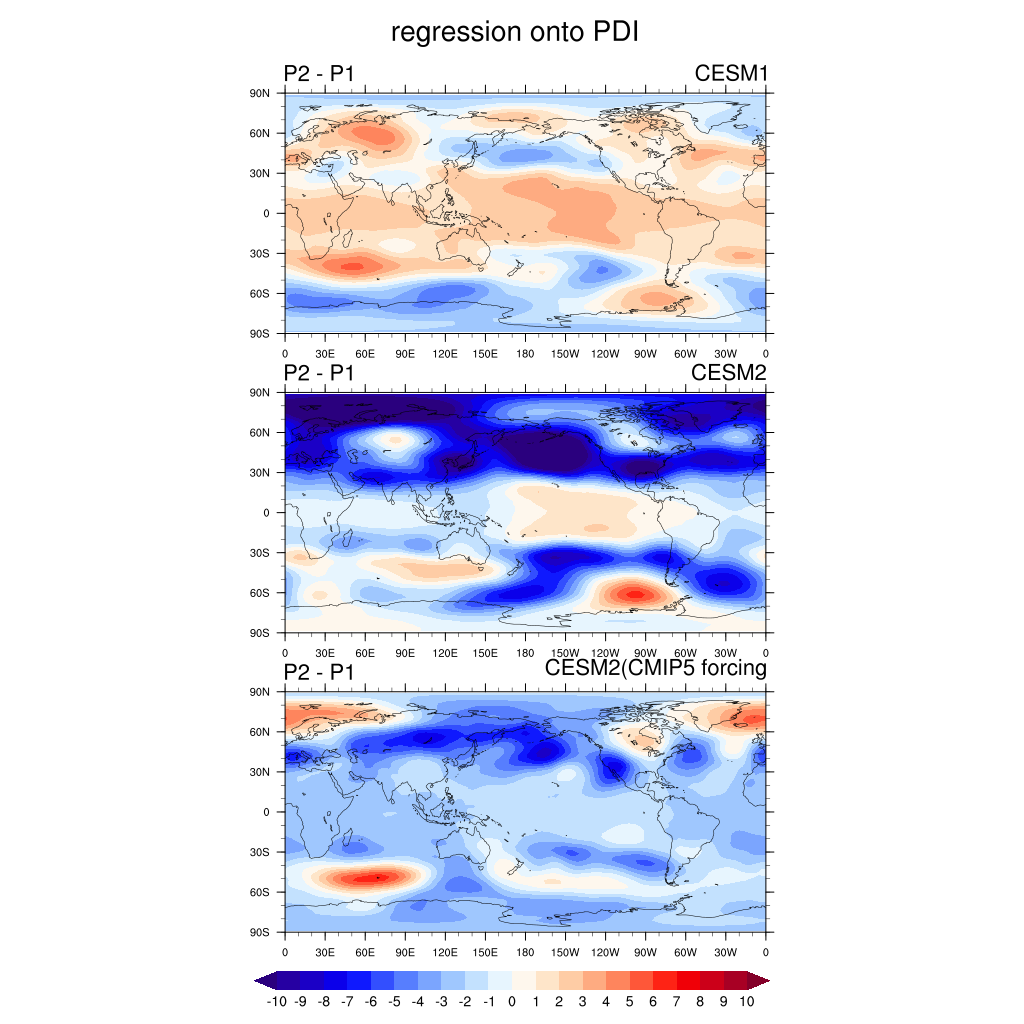 regression onto PDI
P2 - P1 CESM1
90N
60N
30N
0
30S
60S
90S
0 30E 60E 90E 120E 150E 180 150W 120W 90W 60W 30W 0
P2 - P1 CESM2
90N
60N
30N
0
30S
60S
90S
0 30E 60E 90E 120E 150E 180 150W 120W 90W 60W 30W 0
P2 - P1 CESM2(CMIP5 forcing
90N
60N
30N
0
30S
60S
90S
0 30E 60E 90E 120E 150E 180 150W 120W 90W 60W 30W 0
-10 -9 -8 -7 -6 -5 -4 -3 -2 -1 0 1 2 3 4 5 6 7 8 9 10